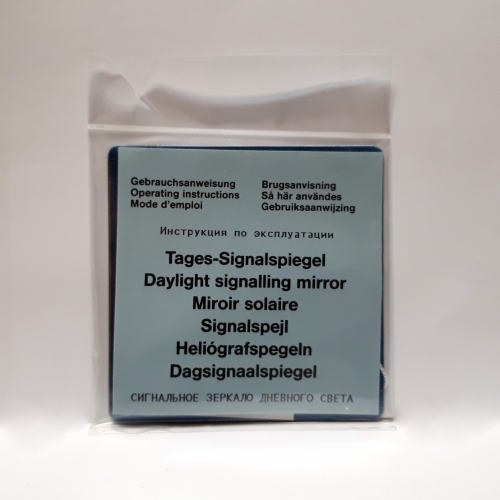 Gebrauchsanweisung
Operating instructions
Mode d'emploi
Brugsanvisning
Så här användes
Gebruiksaanwijzing
Инструкция по эксплуатации
Tages-Signalspiegel
Daylight signalling mirror
Miroir solaire
Signalspejl
Heliógrafspegeln
Dagsignaalspiegel
СИГНАЛЬНОЕ ЗЕРКАЛО ДНЕВНОГО СВЕТА